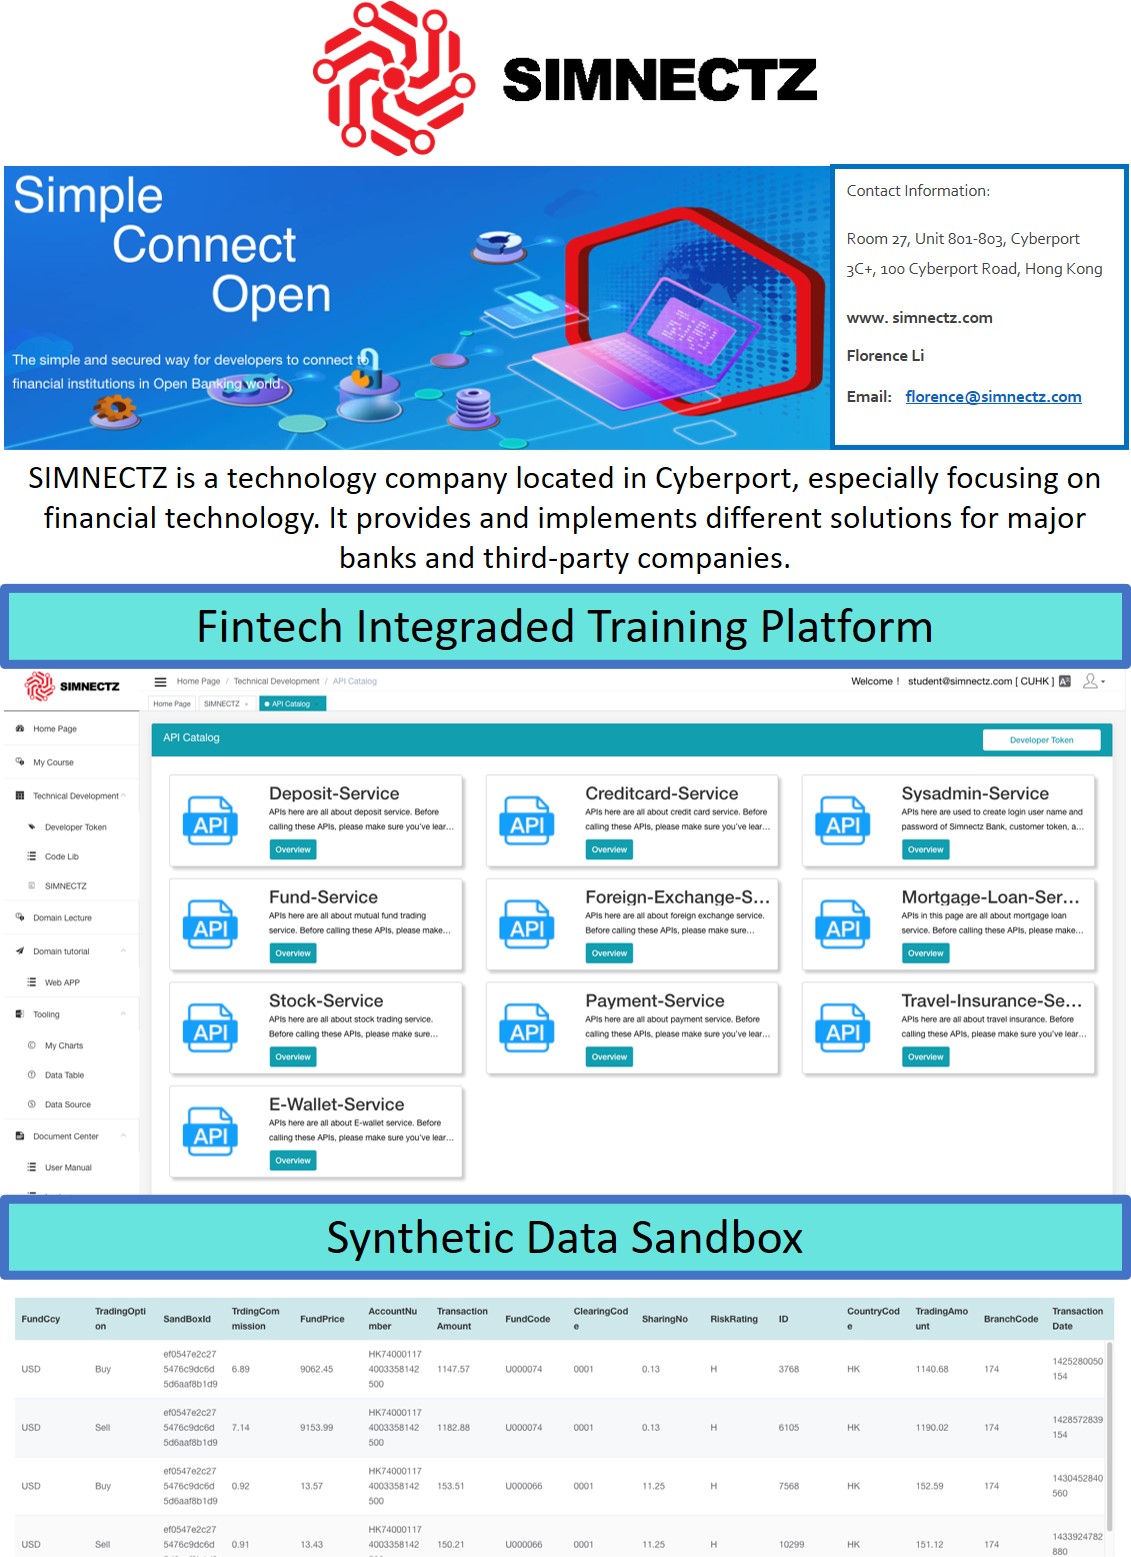 SIMNECTZ
Simple
Connect
Open
The simple and secured way for developers to connect to
financial institutions in Open Banking world.
Contact Information:
Room 27, Unit 801-803, Cyberport
3C+, 100 Cyberport Road, Hong Kong
www. simnectz.com
Florence Li
Email: florence@simnectz.com
SIMNECTZ is a technology company located in Cyberport, especially focusing on
financial technology. It provides and implements different solutions for major
banks and third-party companies.
Fintech Integraded Training Platform
SIMNECTZ
Home Page / Technical Development / API Catalog
Welcome ! student@simnectz.com [ CUHK ]
Home Page SIMNECTZ × API Catalog
Home Page
My Course
Technical Development
Developer Token
Code Lib
SIMNECTZ
Domain Lecture
Domain tutorial
Web APP
Tooling
My Charts
Data Table
Data Source
Document Center
User Manual
API Catalog
Developer Token
API
Deposit-Service
APIs here are all about deposit service. Before
calling these APIs, please make sure you've lear...
Overview
API
Creditcard-Service
APIs here are all about credit card service. Before
calling these APIs, please make sure you've lear...
Overview
API
Sysadmin-Service
APIs here are used to create login user name and
password of Simnectz Bank, customer token, a...
Overview
API
Fund-Service
APIs here are all about mutual fund trading
service. Before calling these APIs, please make...
Overview
API
Foreign-Exchange-S...
APIs here are all about foreign exchange service.
Before calling these APIs, please make sure...
Overview
API
Mortgage-Loan-Ser...
APIs in this page are all about mortgage loan
service. Before calling these APIs, please make...
Overview
API
Stock-Service
APIs here are all about stock trading service.
Before calling these APIs, please make sure...
Overview
API
Payment-Service
APIs here are all about payment service. Before
calling these APIs, please make sure you've lear...
Overview
API
Travel-Insurance-Se...
APIs here are all about travel insurance. Before
calling these APIs, please make sure you've lear...
Overview
API
E-Wallet-Service
APIs here are all about E-wallet service. Before
calling these APIs, please make sure you've lear...
Overview
Synthetic Data Sandbox
FundCcy TradingOpti SandBoxId TrdingCom FundPrice AccountNu Transaction FundCode ClearingCod SharingNo RiskRating ID CountryCod TradingAmo BranchCode Transaction
on mission mber Amount e e unt Date
ef0547e2c27 HK74000117 1425280050
USD Buy 5476c9dc6d 6.89 9062.45 4003358142 1147.57 U000074 0001 0.13 H 3768 HK 1140.68 174 154
5d6aaf8b1d9 500
ef0547e2c27 HK74000117 1428572839
USD Sell 5476c9dc6d 7.14 9153.99 4003358142 1182.88 U000074 0001 0.13 H 6105 HK 1190.02 174 154
5d6aaf8b1d9 500
ef0547e2c27 HK74000117 1430452840
USD Buy 5476c9dc6d 0.92 13.57 4003358142 153.51 U000066 0001 11.25 H 7568 HK 152.59 174 560
5d6aaf8b1d9 500
ef0547e2c27 HK74000117 1433924782
USD Sell 5476c9dc6d 0.91 13.43 4003358142 150.21 U000066 0001 11.25 H 10299 HK 151.12 174 880